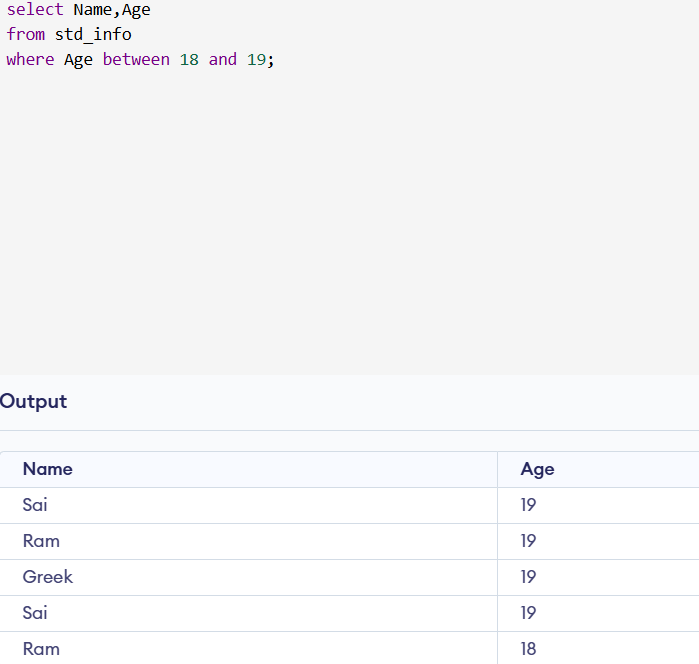 select Name,Age
from std_info
where Age between 18 and 19;
Output
Name Age
Sai 19
Ram 19
Greek 19
Sai 19
Ram 18